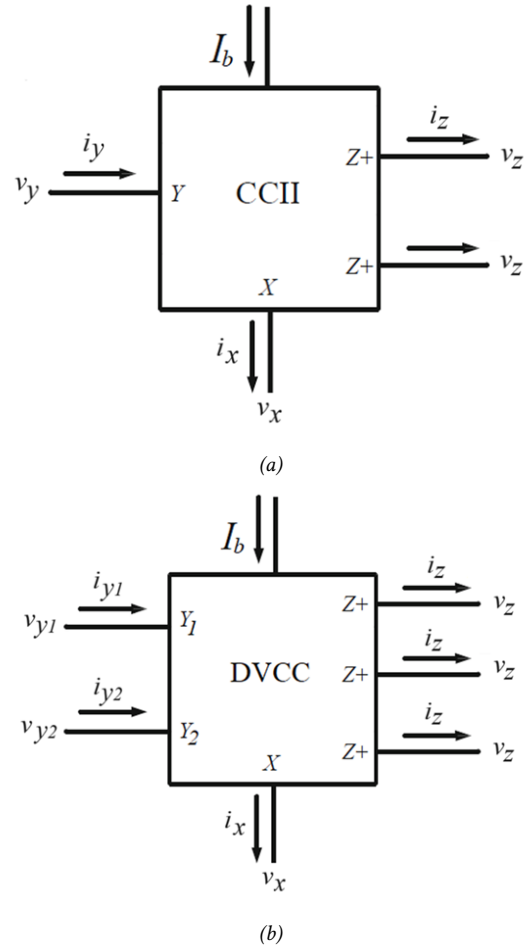 I_b
i_y
i_z
v_y
Y
CCII
Z+
v_z
Z+
v_z
X
i_x
v_x
(a)
I_b
i_y1
i_z
v_y1
Y_1
Z+
v_z
DVCC
i_z
Z+
v_z
i_y2
i_z
v_y2
Y_2
Z+
v_z
X
i_x
v_x
(b)